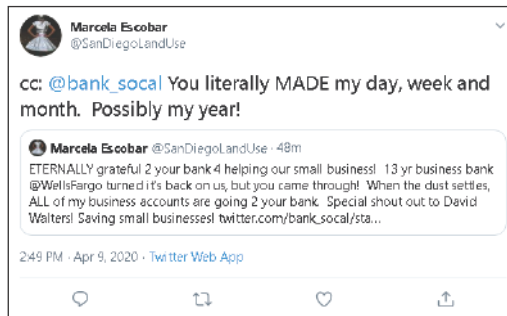 Marcela Escobar
@SanDiegoLandUse
cc: @bank_socal You literally MADE my day, week and
month.  Possibly my year!
Marcela Escobar @SanDiegoLandUse · 48m
ETERNALLY grateful 2 your bank 4 helping our small business!  13 yr business bank
@WellsFargo turned it's back on us, but you came through!  When the dust settles,
ALL of my business accounts are going 2 your bank.  Special shout out to David
Walters! Saving small businesses! twitter.com/bank_socal/sta...
2:49 PM · Apr 9, 2020 · Twitter Web App